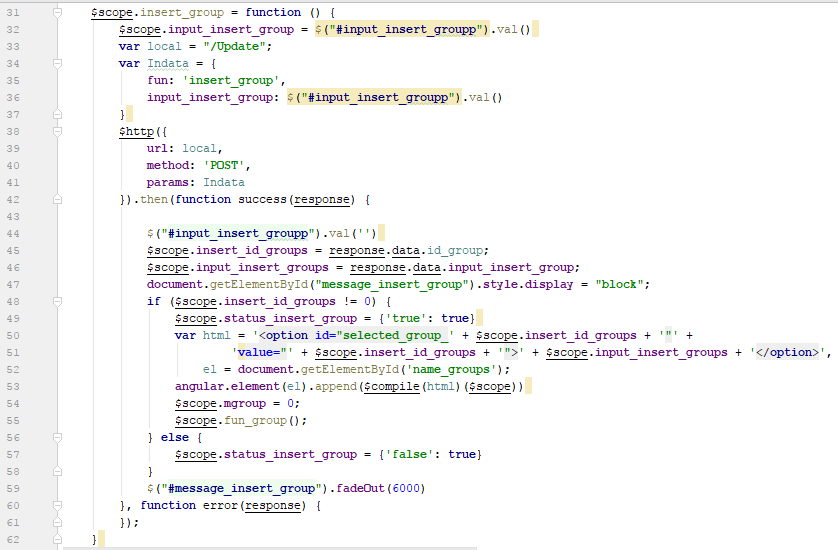 31 $scope.insert_group = function () {
32 $scope.input_insert_group = $("#input_insert_groupp").val()
33 var local = "/Update";
34 var Indata = {
35 fun: 'insert_group',
36 input_insert_group: $("#input_insert_groupp").val()
37 }
38 $http({
39 url: local,
40 method: 'POST',
41 params: Indata
42 }).then(function success(response) {
43
44 $("#input_insert_groupp").val('')
45 $scope.insert_id_groups = response.data.id_group;
46 $scope.input_insert_groups = response.data.input_insert_group;
47 document.getElementById("message_insert_group").style.display = "block";
48 if ($scope.insert_id_groups != 0) {
49 $scope.status_insert_group = {'true': true}
50 var html = '<option id="selected_group_' + $scope.insert_id_groups + '"' +
51 'value="' + $scope.insert_id_groups + '">' + $scope.input_insert_groups + '</option>',
52 el = document.getElementById('name_groups');
53 angular.element(el).append($compile(html)($scope))
54 $scope.mgroup = 0;
55 $scope.fun_group();
56 } else {
57 $scope.status_insert_group = {'false': true}
58 }
59 $("#message_insert_group").fadeOut(6000)
60 }, function error(response) {
61 });
62 }